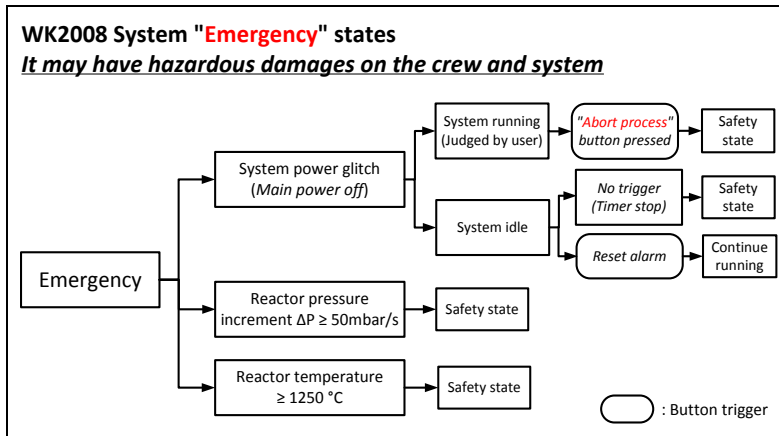 WK2008 System "Emergency" states
It may have hazardous damages on the crew and system
System running
(Judged by user)
"Abort process"
button pressed
Safety
state
System power glitch
(Main power off)
No trigger
(Timer stop)
Safety
state
System idle
Reset alarm
Continue
running
Emergency
Reactor pressure
increment ΔP ≥ 50mbar/s
Safety state
Reactor temperature
≥ 1250 °C
Safety state
: Button trigger